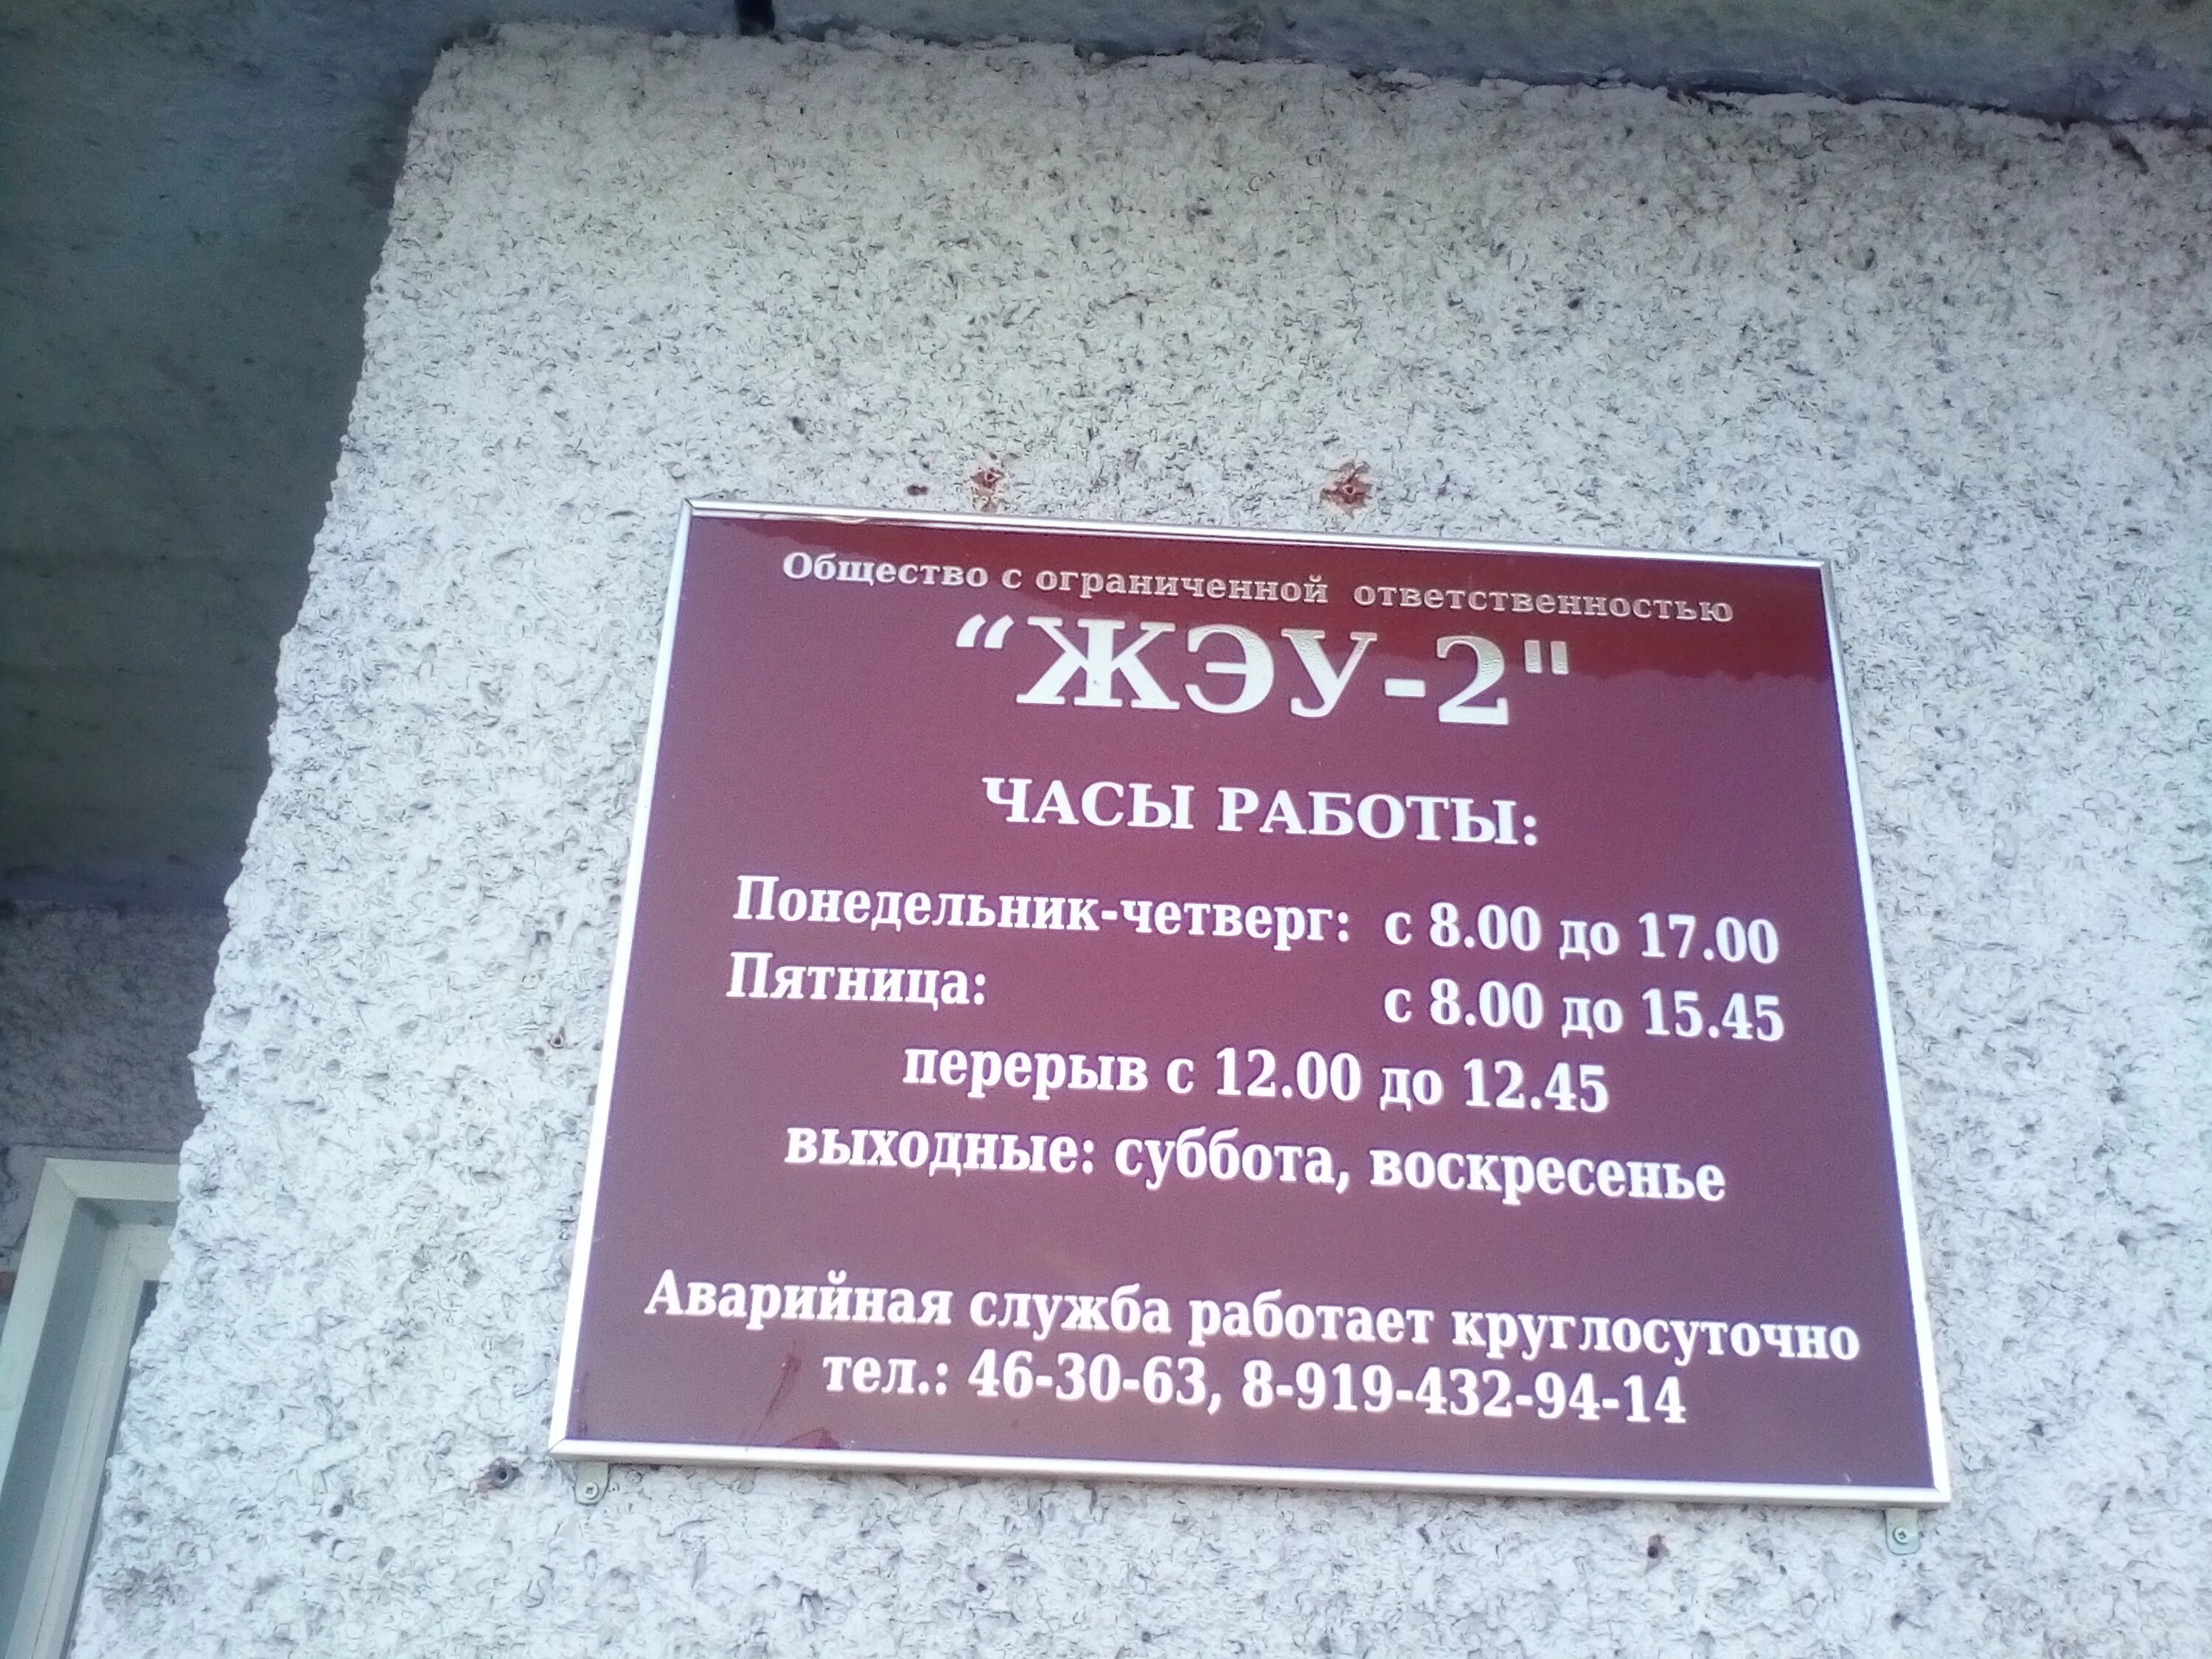 Общество с ограниченной ответственностью
“ЖЭУ-2"
ЧАСЫ РАБОТЫ:
Понедельник-четверг: с 8.00 до 17.00
Пятница: с 8.00 до 15.45
перерыв с 12.00 до 12.45
выходные: суббота, воскресенье
Аварийная служба работает круглосуточно
тел.: 46-30-63, 8-919-432-94-14